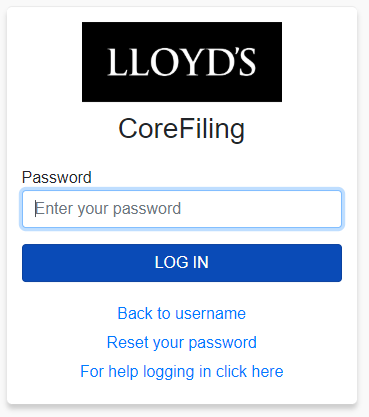 LLOYD'S
CoreFiling
Password
Enter your password
LOG IN
Back to username
Reset your password
For help logging in click here